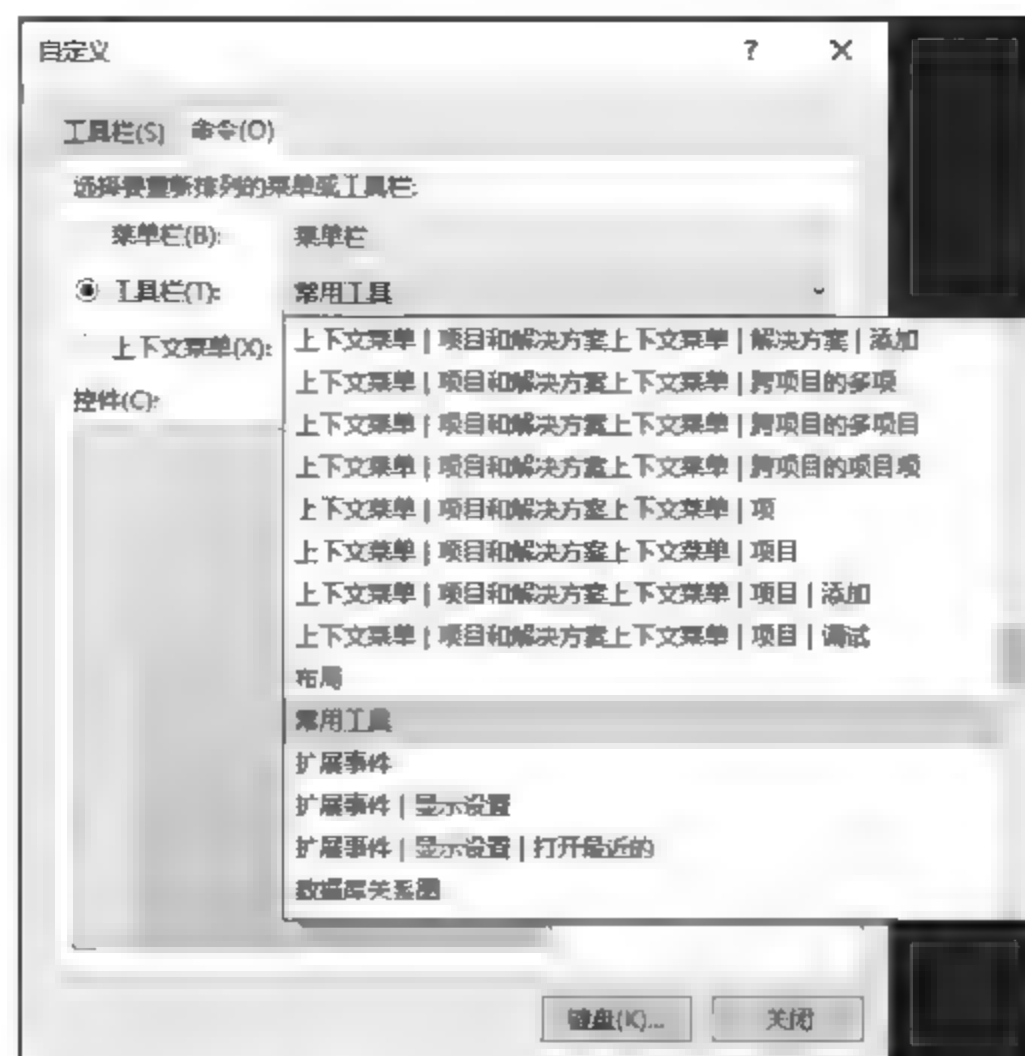 自定义 ? ×
工具栏(S) 命令(O)
选择要重新排列的菜单或工具栏:
菜单栏(B): 菜单栏
工具栏(T): 常用工具
上下文菜单(X):
控件(C):
上下文菜单 | 项目和解决方案上下文菜单 | 解决方案 | 添加
上下文菜单 | 项目和解决方案上下文菜单 | 跨项目的多项
上下文菜单 | 项目和解决方案上下文菜单 | 跨项目的多项目
上下文菜单 | 项目和解决方案上下文菜单 | 跨项目的项目项
上下文菜单 | 项目和解决方案上下文菜单 | 项
上下文菜单 | 项目和解决方案上下文菜单 | 项目
上下文菜单 | 项目和解决方案上下文菜单 | 项目 | 添加
上下文菜单 | 项目和解决方案上下文菜单 | 项目 | 调试
布局
常用工具
扩展事件
扩展事件 | 显示设置
扩展事件 | 显示设置 | 打开最近的
数据库关系图
键盘(K)... 关闭